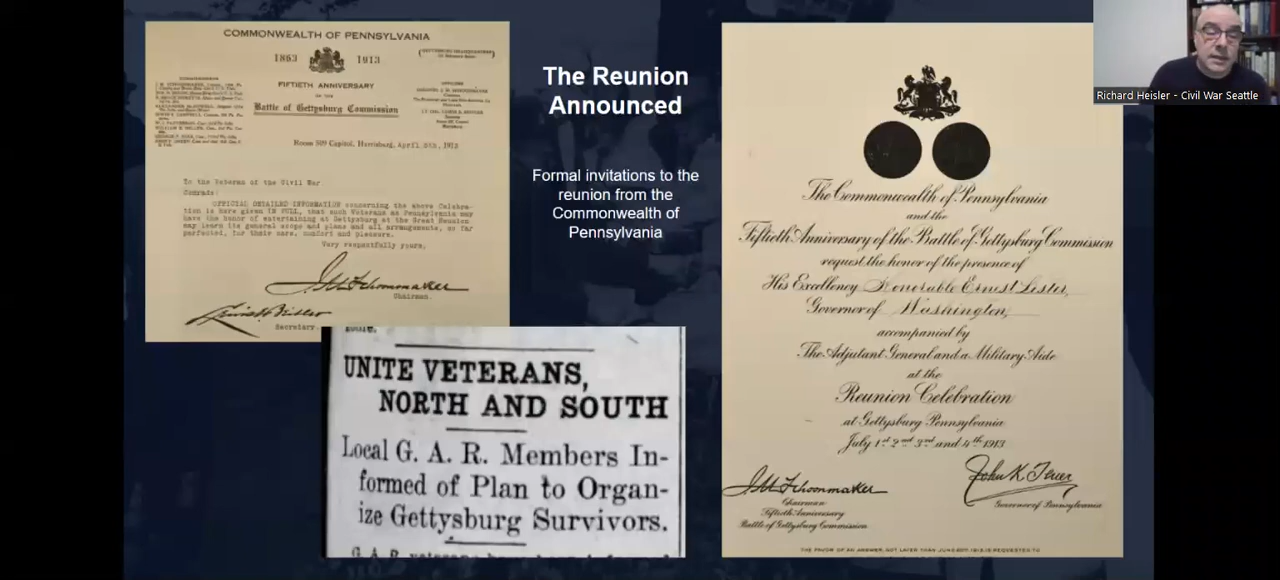 COMMONWEALTH OF PENNSYLVANIA
1863 1913
FIFTIETH ANNIVERSARY
OF THE
Battle of Gettysburg Commission
Room 509 Capitol, Harrisburg, April 5th, 1913
To the Veterans of the Civil War.
Comrade:
OFFICIAL DETAILED INFORMATION concerning the above Celebra-
tion is here given IN FULL, that such Veterans as Pennsylvania may
have the honor of entertaining at Gettysburg at the Great Reunion
may learn its general scope and plans and all arrangements, so far
perfected, for their care, comfort and pleasure.
Very respectfully yours,
J M Schoonmaker
Chairman.
Secretary.
The Reunion
Announced
Formal invitations to the
reunion from the
Commonwealth of
Pennsylvania
UNITE VETERANS,
NORTH AND SOUTH
Local G. A. R. Members In-
formed of Plan to Organ-
ize Gettysburg Survivors.
The Commonwealth of Pennsylvania
and the
Fiftieth Anniversary of the Battle of Gettysburg Commission
request the honor of the presence of
His Excellency Honorable Ernest Lester,
Governor of Washington,
accompanied by
The Adjutant General and a Military Aide
at the
Reunion Celebration
at Gettysburg Pennsylvania
July 1st 2nd 3rd and 4th 1913
J M Schoonmaker
Chairman
Fiftieth Anniversary
Battle of Gettysburg Commission
John K Tener
Governor of Pennsylvania
Richard Heisler - Civil War Seattle